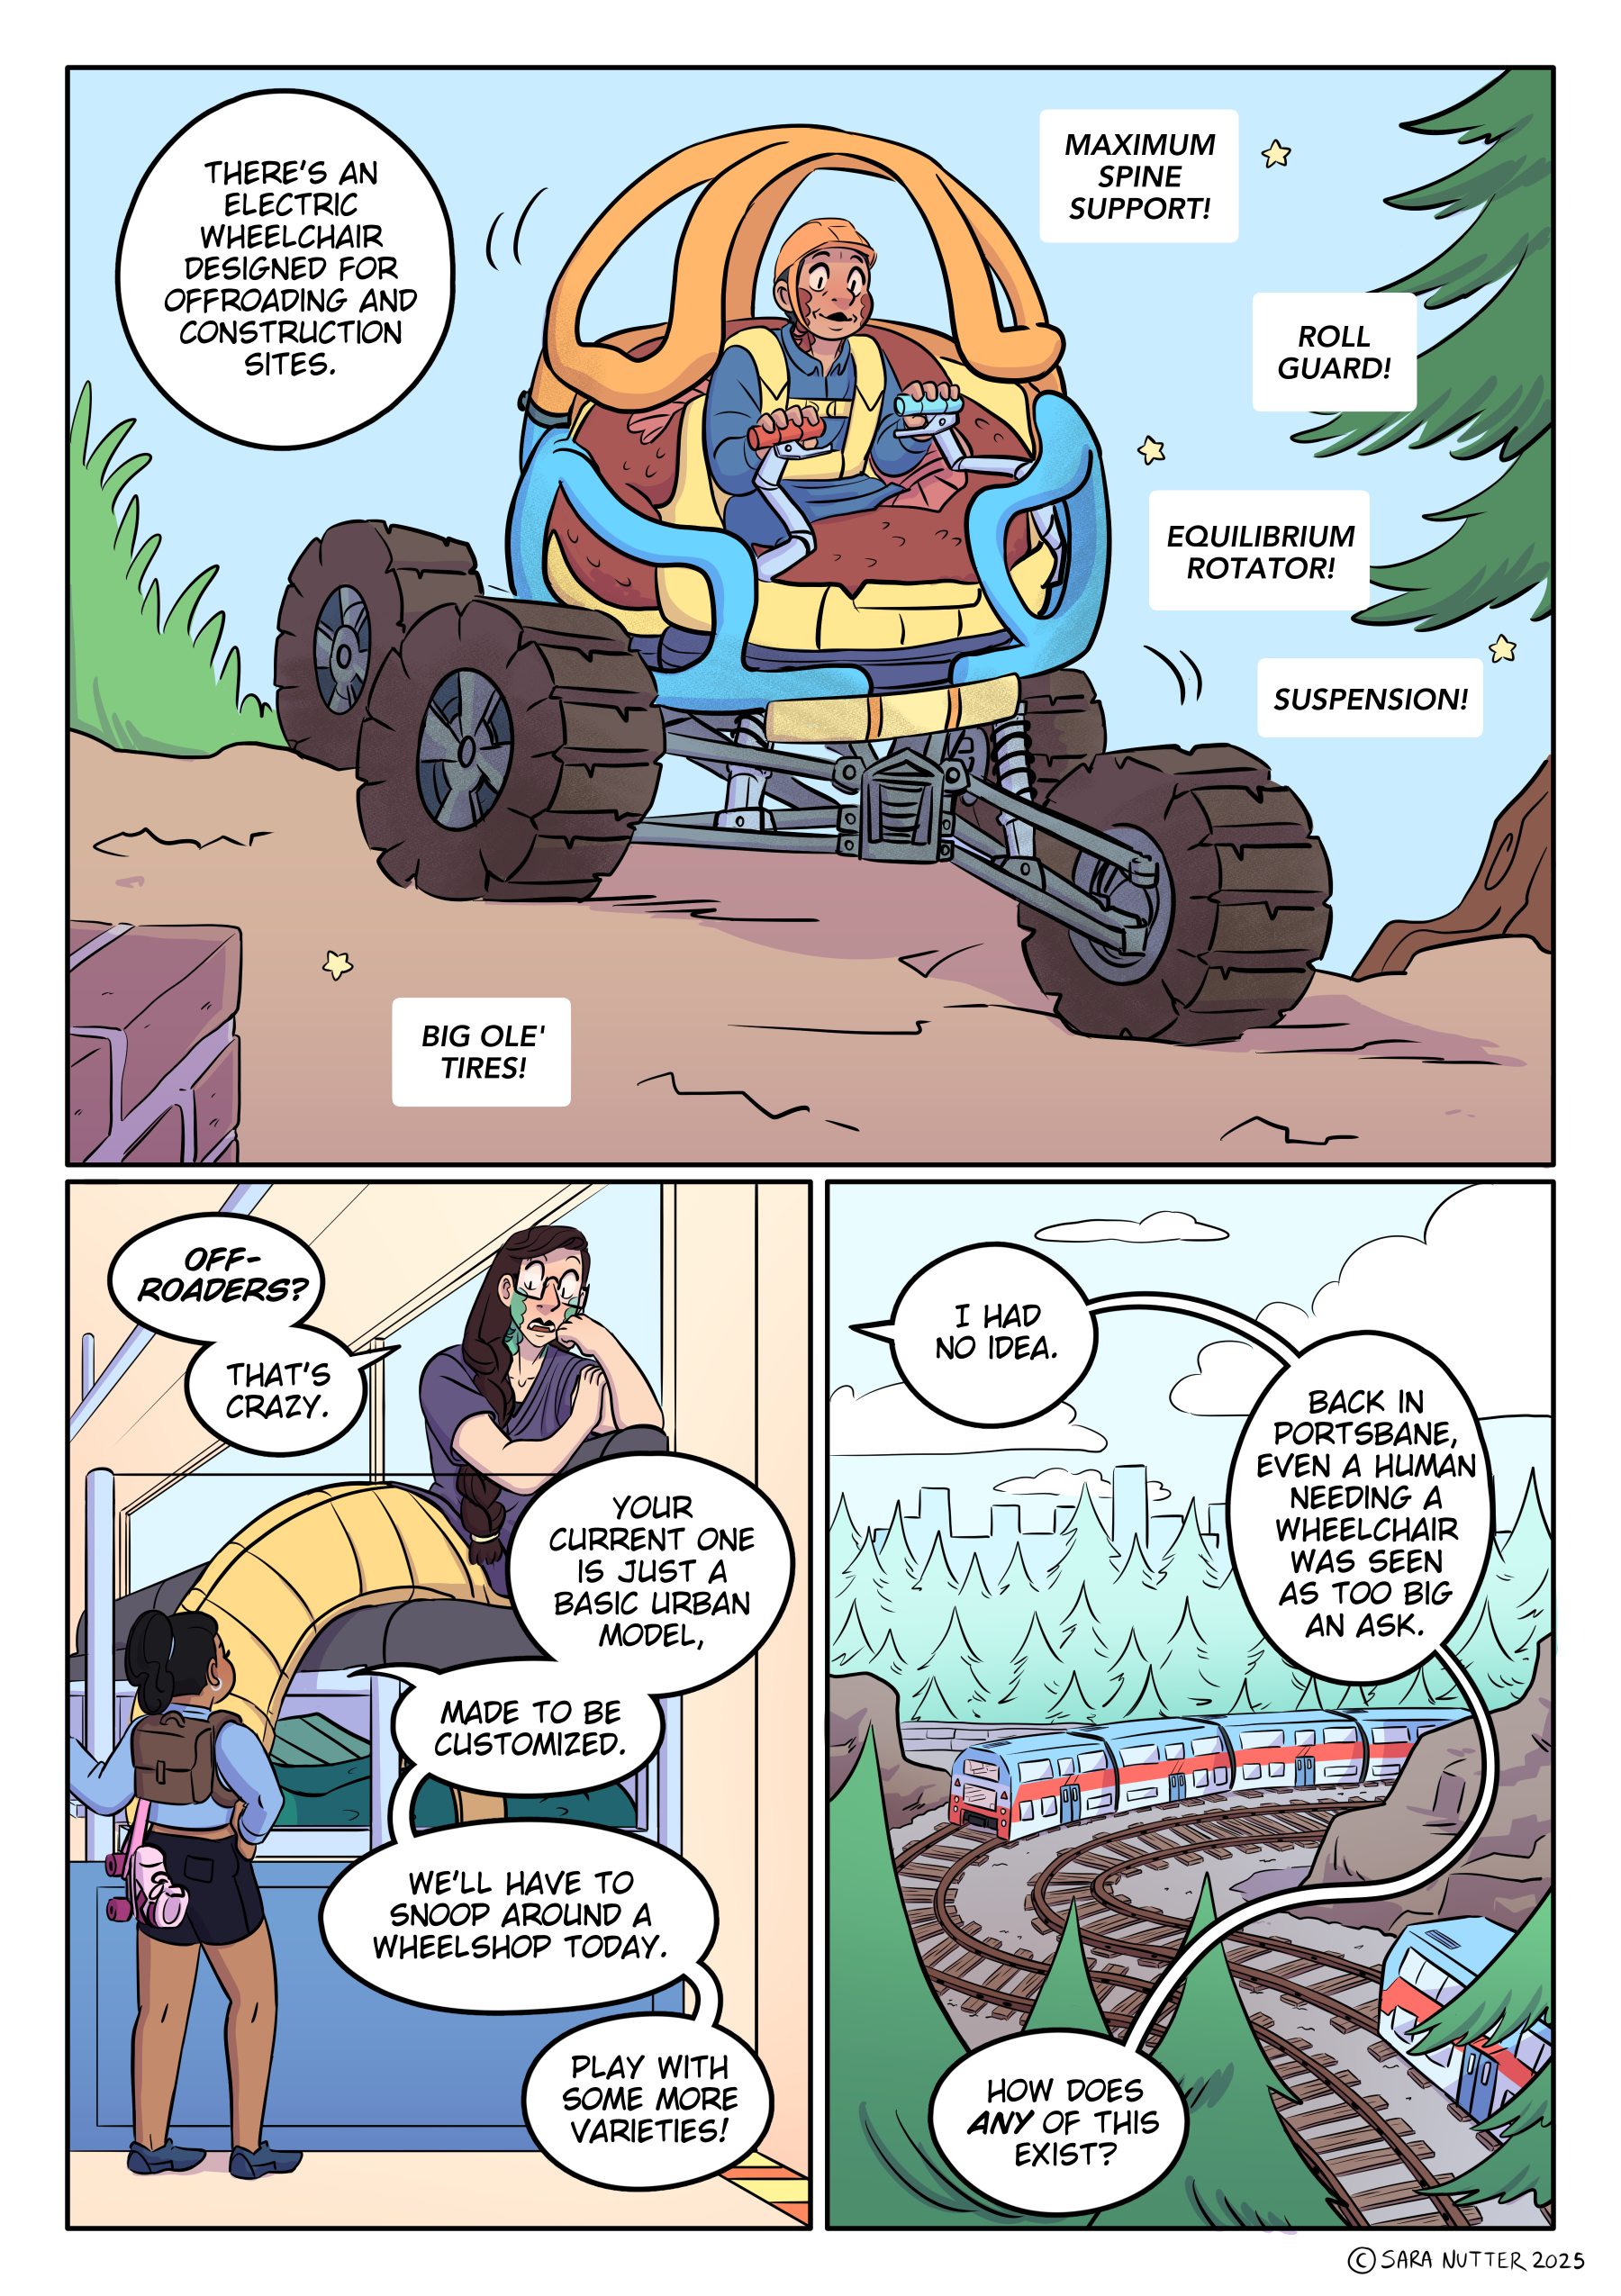 THERE'S AN
ELECTRIC
WHEELCHAIR
DESIGNED FOR
OFFROADING AND
CONSTRUCTION
SITES.
MAXIMUM
SPINE
SUPPORT!
ROLL
GUARD!
EQUILIBRIUM
ROTATOR!
SUSPENSION!
BIG OLE'
TIRES!
OFF-
ROADERS?
THAT'S
CRAZY.
YOUR
CURRENT ONE
IS JUST A
BASIC URBAN
MODEL,
MADE TO BE
CUSTOMIZED.
WE'LL HAVE TO
SNOOP AROUND A
WHEELSHOP TODAY.
PLAY WITH
SOME MORE
VARIETIES!
I HAD
NO IDEA.
BACK IN
PORTSBANE,
EVEN A HUMAN
NEEDING A
WHEELCHAIR
WAS SEEN
AS TOO BIG
AN ASK.
HOW DOES
ANY OF THIS
EXIST?
© SARA NUTTER 2025